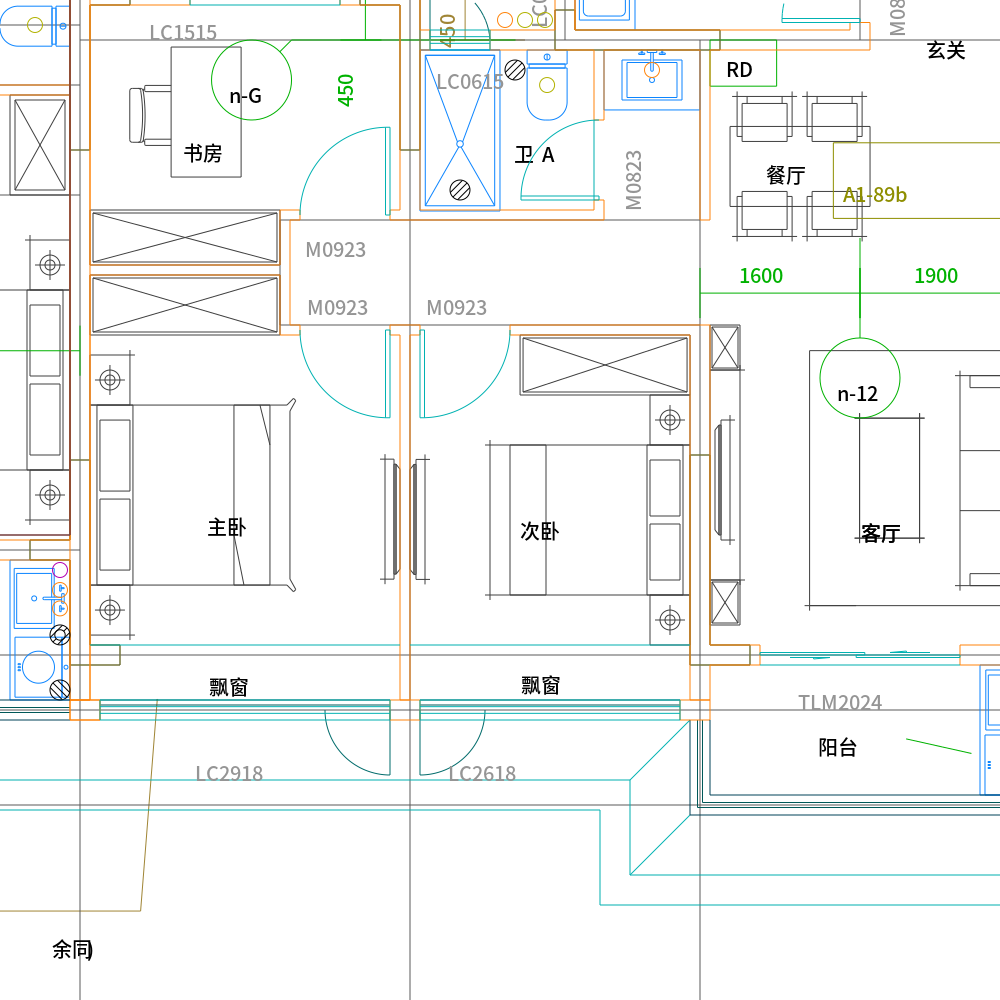 LC1515
450
玄关
RD
LC0615
n-G
450
书房
卫 A
M0823
餐厅
A1-89b
M0923
1600
1900
M0923
M0923
n-12
主卧
次卧
客厅
飘窗
飘窗
TLM2024
阳台
LC2918
LC2618
余同)